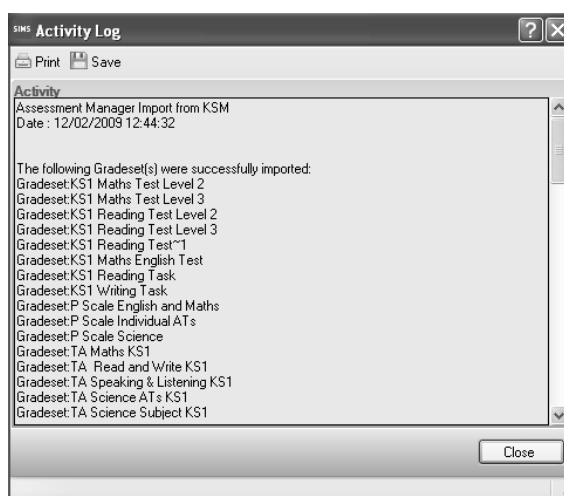 SIMS Activity Log
Print Save
Activity
Assessment Manager Import from KSM
Date : 12/02/2009 12:44:32
The following Gradeset(s) were successfully imported:
Gradeset:KS1 Maths Test Level 2
Gradeset:KS1 Maths Test Level 3
Gradeset:KS1 Reading Test Level 2
Gradeset:KS1 Reading Test Level 3
Gradeset:KS1 Reading Test~1
Gradeset:KS1 Maths English Test
Gradeset:KS1 Reading Task
Gradeset:KS1 Writing Task
Gradeset:P Scale English and Maths
Gradeset:P Scale Individual ATs
Gradeset:P Scale Science
Gradeset:TA Maths KS1
Gradeset:TA  Read and Write KS1
Gradeset:TA Speaking & Listening KS1
Gradeset:TA Science ATs KS1
Gradeset:TA Science Subject KS1
Close